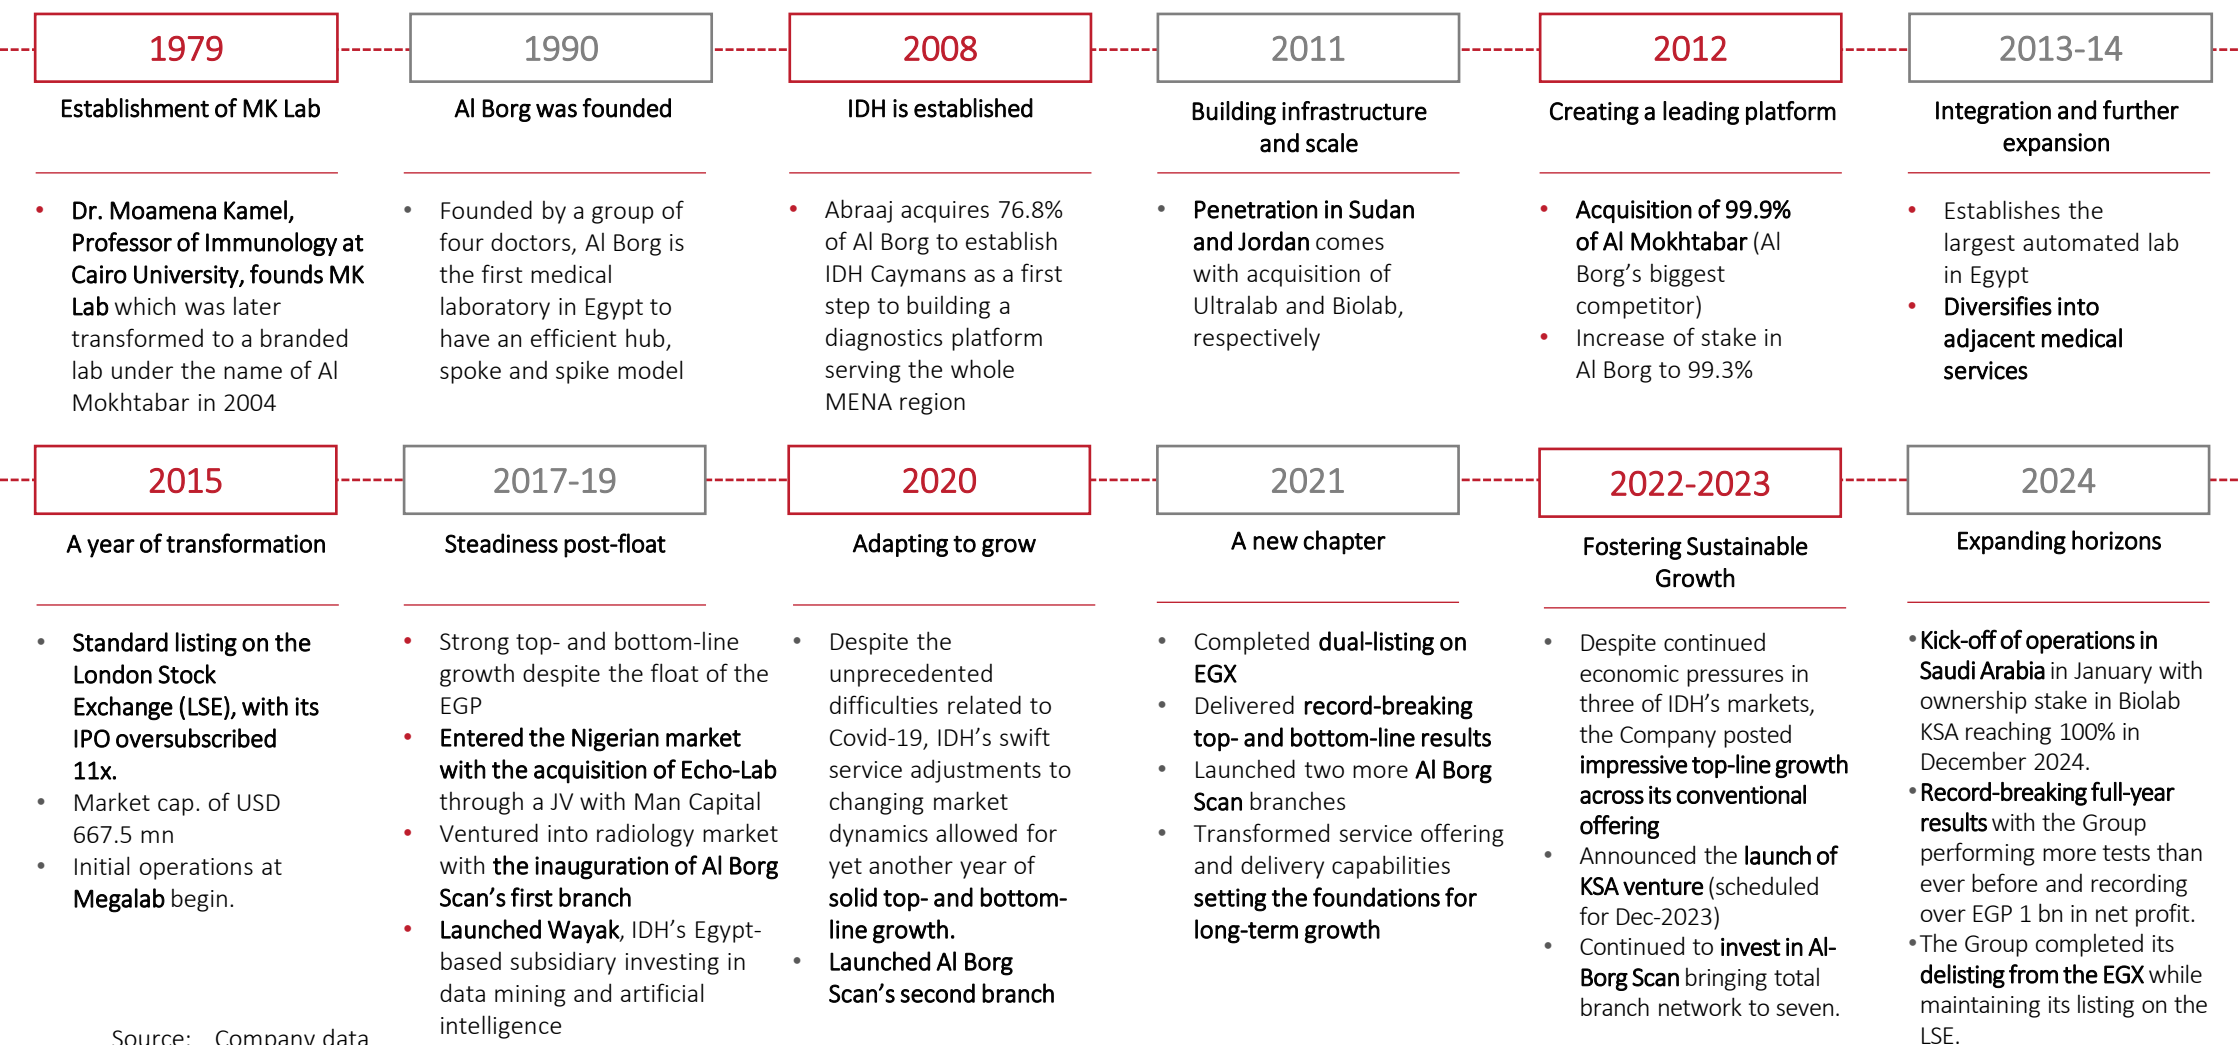 1979
Establishment of MK Lab
• Dr. Moamena Kamel,
Professor of Immunology at
Cairo University, founds MK
Lab which was later
transformed to a branded
lab under the name of Al
Mokhtabar in 2004
1990
Al Borg was founded
• Founded by a group of
four doctors, Al Borg is
the first medical
laboratory in Egypt to
have an efficient hub,
spoke and spike model
2008
IDH is established
• Abraaj acquires 76.8%
of Al Borg to establish
IDH Caymans as a first
step to building a
diagnostics platform
serving the whole
MENA region
2011
Building infrastructure
and scale
• Penetration in Sudan
and Jordan comes
with acquisition of
Ultralab and Biolab,
respectively
2012
Creating a leading platform
• Acquisition of 99.9%
of Al Mokhtabar (Al
Borg’s biggest
competitor)
• Increase of stake in
Al Borg to 99.3%
2013-14
Integration and further
expansion
• Establishes the
largest automated lab
in Egypt
• Diversifies into
adjacent medical
services
2015
A year of transformation
• Standard listing on the
London Stock
Exchange (LSE), with its
IPO oversubscribed
11x.
• Market cap. of USD
667.5 mn
• Initial operations at
Megalab begin.
2017-19
Steadiness post-float
• Strong top- and bottom-line
growth despite the float of the
EGP
• Entered the Nigerian market
with the acquisition of Echo-Lab
through a JV with Man Capital
• Ventured into radiology market
with the inauguration of Al Borg
Scan’s first branch
• Launched Wayak, IDH’s Egypt-
based subsidiary investing in
data mining and artificial
intelligence
2020
Adapting to grow
• Despite the
unprecedented
difficulties related to
Covid-19, IDH’s swift
service adjustments to
changing market
dynamics allowed for
yet another year of
solid top- and bottom-
line growth.
• Launched Al Borg
Scan’s second branch
2021
A new chapter
• Completed dual-listing on
EGX
• Delivered record-breaking
top- and bottom-line results
• Launched two more Al Borg
Scan branches
• Transformed service offering
and delivery capabilities
setting the foundations for
long-term growth
2022-2023
Fostering Sustainable
Growth
• Despite continued
economic pressures in
three of IDH’s markets,
the Company posted
impressive top-line growth
across its conventional
offering
• Announced the launch of
KSA venture (scheduled
for Dec-2023)
• Continued to invest in Al-
Borg Scan bringing total
branch network to seven.
2024
Expanding horizons
• Kick-off of operations in
Saudi Arabia in January with
ownership stake in Biolab
KSA reaching 100% in
December 2024.
• Record-breaking full-year
results with the Group
performing more tests than
ever before and recording
over EGP 1 bn in net profit.
• The Group completed its
delisting from the EGX while
maintaining its listing on the
LSE.
Source: Company data